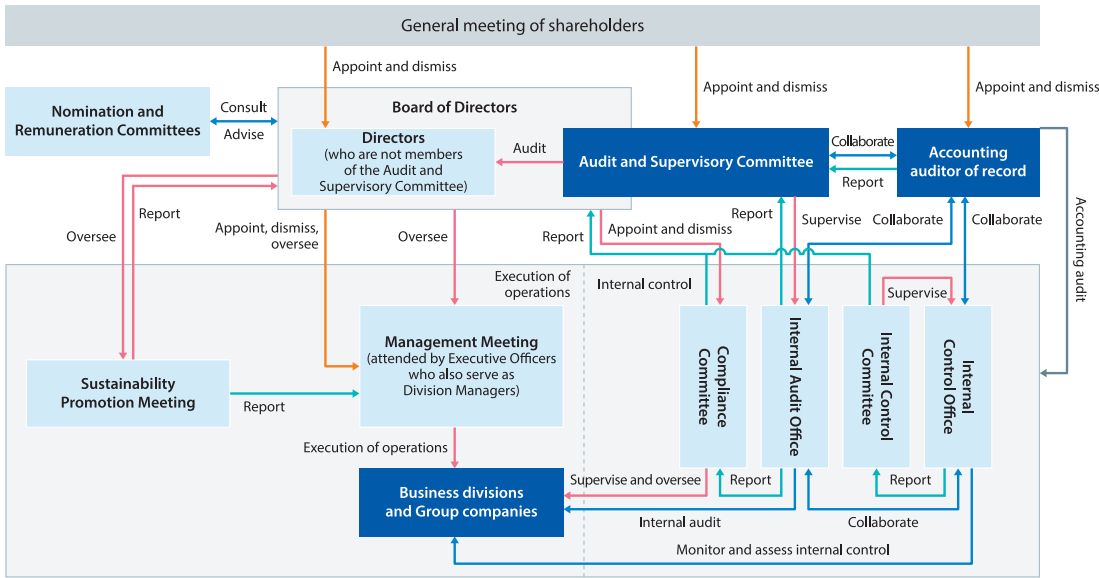 General meeting of shareholders
Appoint and dismiss
Appoint and dismiss
Appoint and dismiss
Nomination and
Remuneration Committees
Consult
Advise
Board of Directors
Directors
(who are not members
of the Audit and
Supervisory Committee)
Audit
Audit and Supervisory Committee
Collaborate
Report
Accounting
auditor of record
Accounting audit
Oversee
Report
Appoint, dismiss,
oversee
Oversee
Report
Appoint and dismiss
Report
Supervise
Collaborate
Collaborate
Execution of
operations
Internal control
Supervise
Management Meeting
(attended by Executive Officers
who also serve as
Division Managers)
Sustainability
Promotion Meeting
Report
Compliance
Committee
Internal Audit Office
Internal Control
Committee
Internal
Control Office
Execution of operations
Business divisions
and Group companies
Supervise and oversee
Report
Report
Internal audit
Collaborate
Monitor and assess internal control